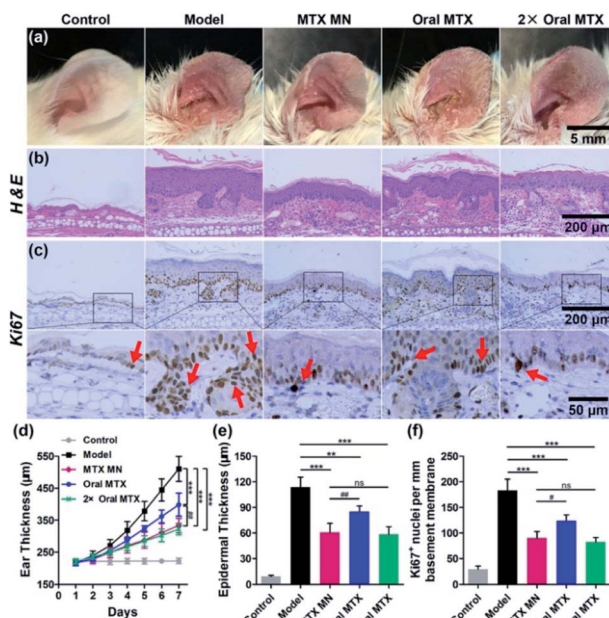 Control Model MTX MN Oral MTX 2× Oral MTX
(a)
5 mm
(b)
H&E
200 μm
(c)
Ki67
200 μm
50 μm
(d)
Control
Model
MTX MN
Oral MTX
2× Oral MTX
Ear Thickness (μm)
550
450
350
250
150
0 1 2 3 4 5 6 7
Days
***
##
***
***
(e)
Epidermal Thickness (μm)
200
150
100
50
0
***
**
***
ns
##
Control
Model
MTX MN
Oral MTX
Oral MTX
(f)
Ki67+ nuclei per mm
basement membrane
250
200
150
100
50
0
***
***
***
ns
#
Control
Model
MTX MN
Oral MTX
Oral MTX